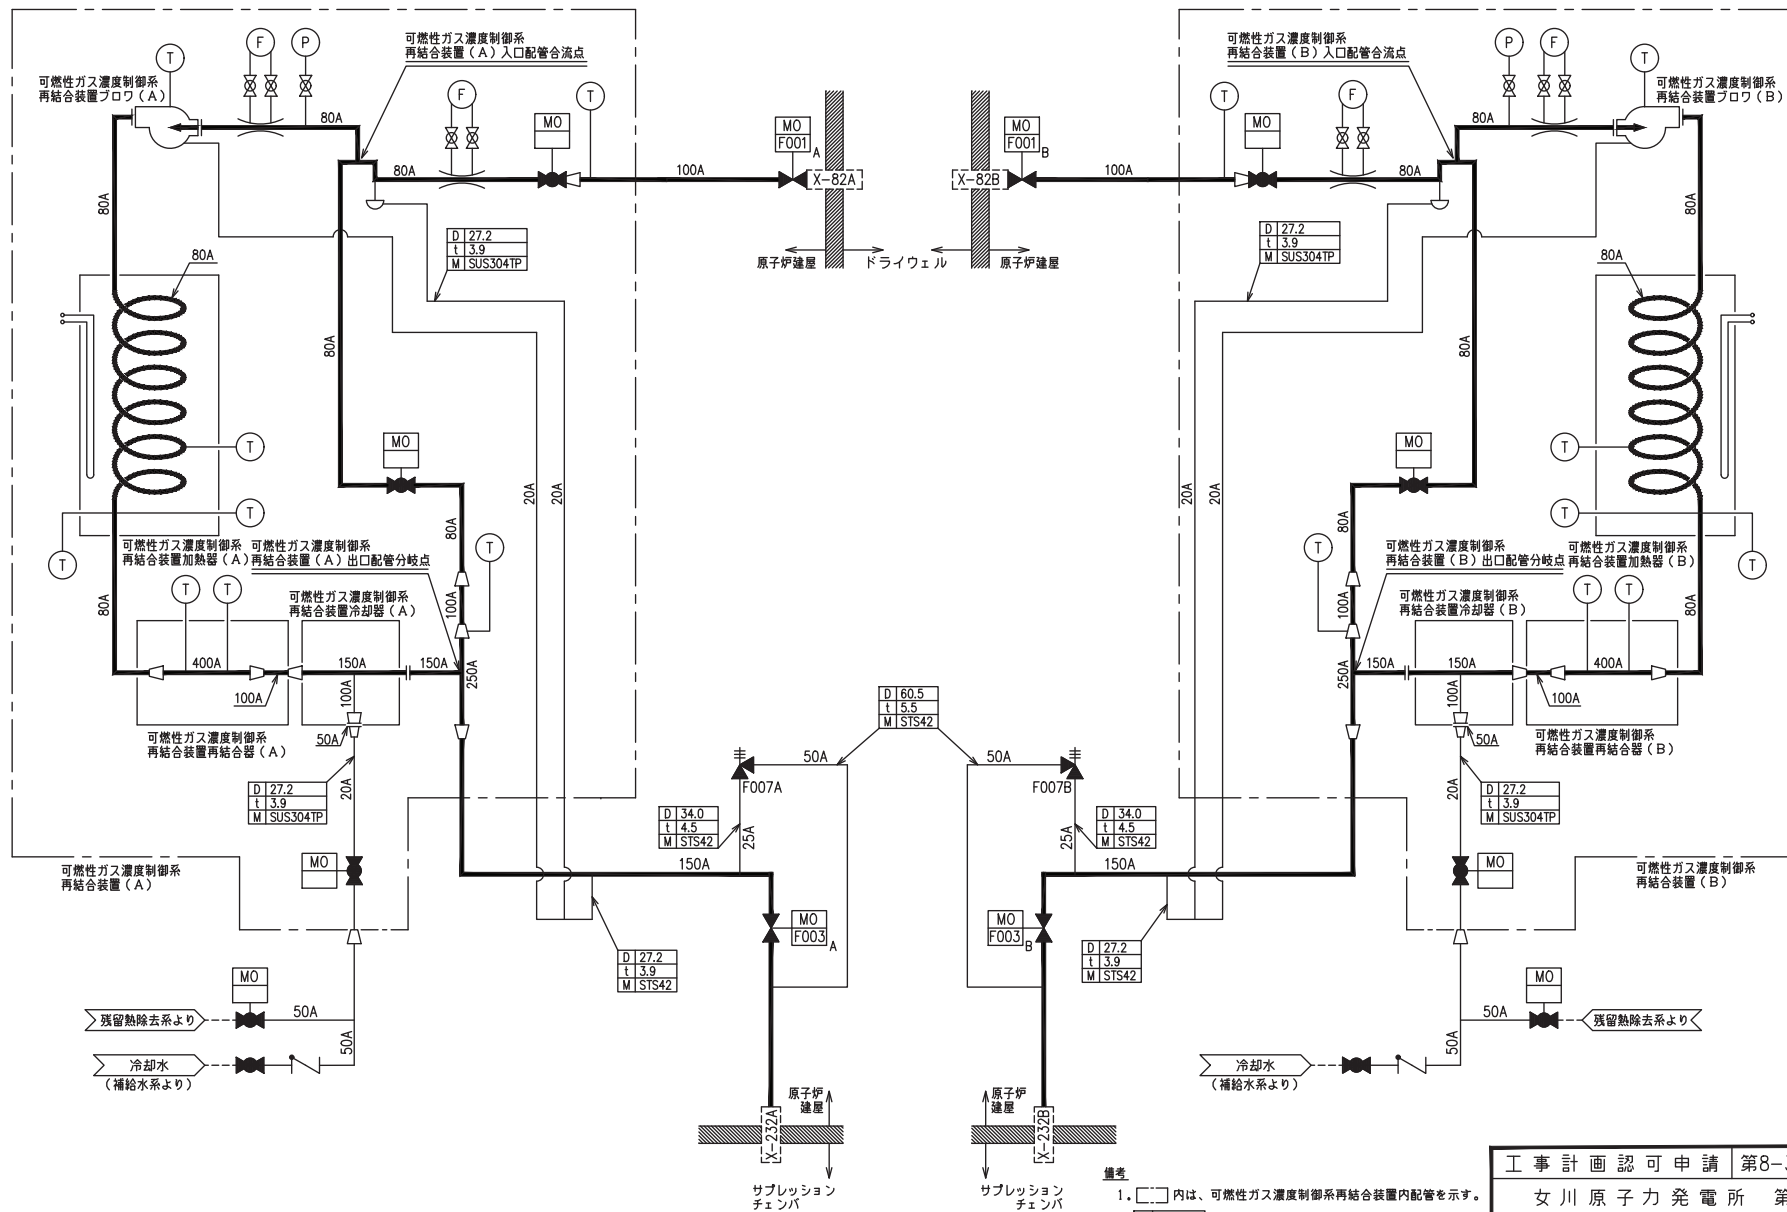 可燃性ガス濃度制御系
再結合装置(A)入口配管合流点
F
P
T
可燃性ガス濃度制御系
再結合装置ブロワ(A)
80A
F
MO
T
MO
F001
A
80A
100A
X-82A
80A
D 27.2
t 3.9
M SUS304TP
原子炉建屋
ドライウェル
原子炉建屋
80A
80A
MO
T
T
T
20A
20A
80A
T
可燃性ガス濃度制御系
再結合装置加熱器(A)
可燃性ガス濃度制御系
再結合装置(A)出口配管分岐点
T
T
可燃性ガス濃度制御系
再結合装置冷却器(A)
80A
100A
400A
150A
150A
250A
100A
100A
50A
可燃性ガス濃度制御系
再結合装置再結合器(A)
D 27.2
t 3.9
M SUS304TP
20A
MO
可燃性ガス濃度制御系
再結合装置(A)
D 60.5
t 5.5
M STS42
50A
F007A
D 34.0
t 4.5
M STS42
25A
150A
MO
F003
A
D 27.2
t 3.9
M STS42
MO
残留熱除去系より
50A
50A
冷却水
(補給水系より)
原子炉
建屋
X-232A
サプレッション
チェンバ
可燃性ガス濃度制御系
再結合装置(B)入口配管合流点
P
F
T
可燃性ガス濃度制御系
再結合装置ブロワ(B)
80A
MO
F001
B
T
MO
F
X-82B
100A
80A
80A
D 27.2
t 3.9
M SUS304TP
80A
80A
MO
T
T
T
20A
20A
80A
T
可燃性ガス濃度制御系
再結合装置(B)出口配管分岐点
可燃性ガス濃度制御系
再結合装置加熱器(B)
可燃性ガス濃度制御系
再結合装置冷却器(B)
T
T
100A
80A
250A
150A
150A
400A
100A
100A
50A
可燃性ガス濃度制御系
再結合装置再結合器(B)
D 27.2
t 3.9
M SUS304TP
20A
MO
可燃性ガス濃度制御系
再結合装置(B)
50A
F007B
D 34.0
t 4.5
M STS42
25A
150A
MO
F003
B
D 27.2
t 3.9
M STS42
MO
50A
残留熱除去系より
50A
冷却水
(補給水系より)
原子炉
建屋
X-232B
サプレッション
チェンバ
備考
1. 内は、可燃性ガス濃度制御系再結合装置内配管を示す。
工事計画認可申請 第8-
女川原子力発電所 第